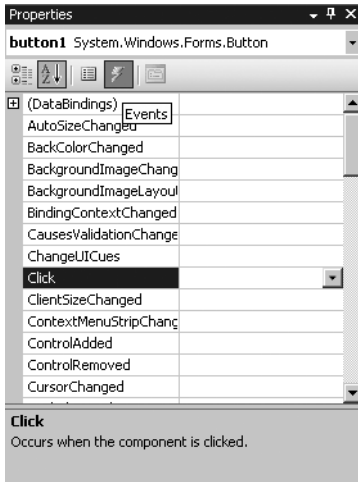 Properties
button1 System.Windows.Forms.Button
(DataBindings)
Events
AutoSizeChanged
BackColorChanged
BackgroundImageChang
BackgroundImageLayou
BindingContextChanged
CausesValidationChange
ChangeUICues
Click
ClientSizeChanged
ContextMenuStripChang
ControlAdded
ControlRemoved
CursorChanged
Click
Occurs when the component is clicked.